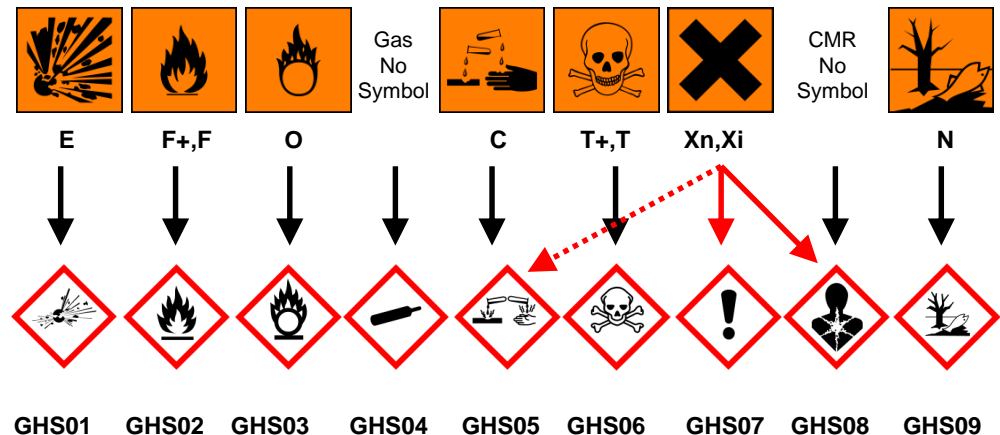 Gas
No
Symbol
CMR
No
Symbol
E F+,F O C T+,T Xn,Xi N
GHS01 GHS02 GHS03 GHS04 GHS05 GHS06 GHS07 GHS08 GHS09